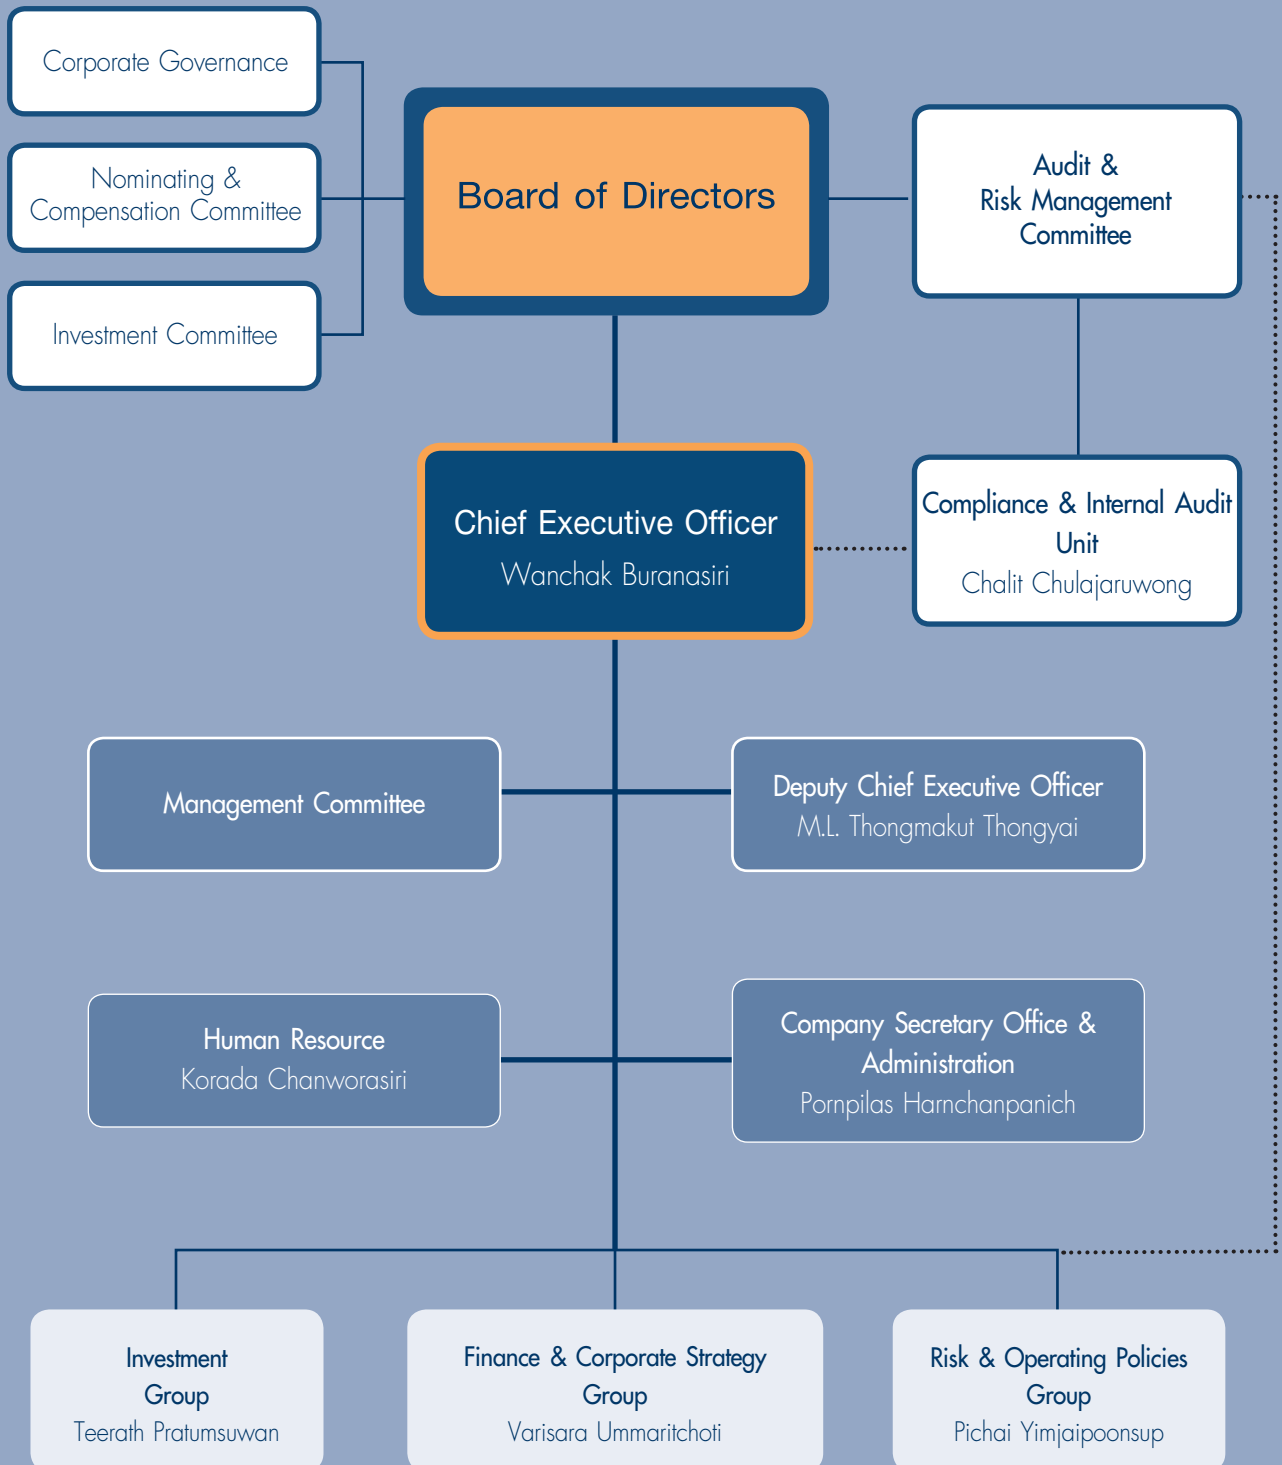 Corporate Governance
Nominating &
Compensation Committee
Investment Committee
Board of Directors
Audit &
Risk Management
Committee
Chief Executive Officer
Wanchak Buranasiri
Compliance & Internal Audit
Unit
Chalit Chulajaruwong
Management Committee
Deputy Chief Executive Officer
M.L. Thongmakut Thongyai
Human Resource
Korada Chanworasiri
Company Secretary Office &
Administration
Pornpilas Harnchanpanich
Investment
Group
Teerath Pratumsuwan
Finance & Corporate Strategy
Group
Varisara Ummaritchoti
Risk & Operating Policies
Group
Pichai Yimjaipoonsup